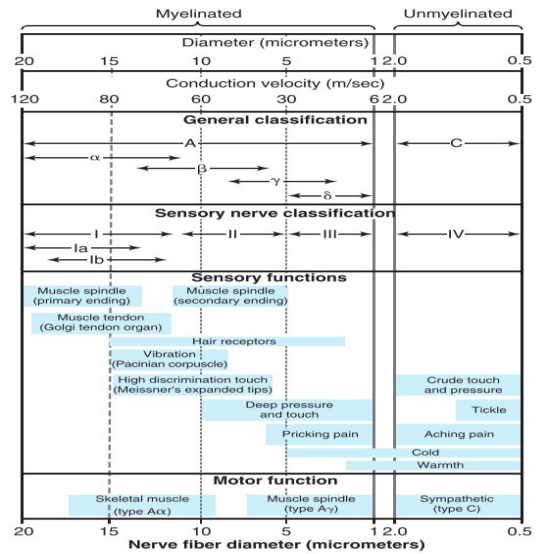 Myelinated Unmyelinated
Diameter (micrometers)
20 15 10 5 1 2.0 0.5
Conduction velocity (m/sec)
120 80 60 30 6 2.0 0.5
General classification
A C
α
β
γ
δ
Sensory nerve classification
I II III IV
Ia
Ib
Sensory functions
Muscle spindle Muscle spindle
(primary ending) (secondary ending)
Muscle tendon
(Golgi tendon organ)
Hair receptors
Vibration
(Pacinian corpuscle)
High discrimination touch Crude touch
(Meissner's expanded tips) and pressure
Deep pressure Tickle
and touch
Pricking pain Aching pain
Cold
Warmth
Motor function
Skeletal muscle Muscle spindle Sympathetic
(type Aα) (type Aγ) (type C)
20 15 10 5 1 2.0 0.5
Nerve fiber diameter (micrometers)